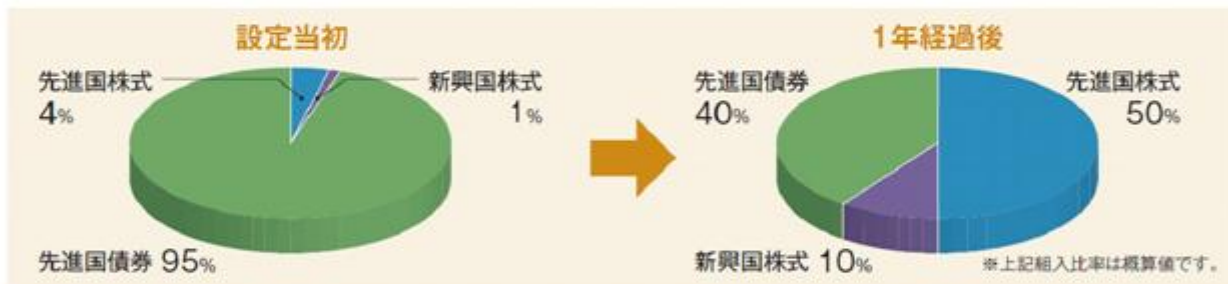 設定当初
先進国株式
4%
新興国株式
1%
先進国債券 95%
1年経過後
先進国債券
40%
先進国株式
50%
新興国株式 10%
※上記組入比率は概算値です。